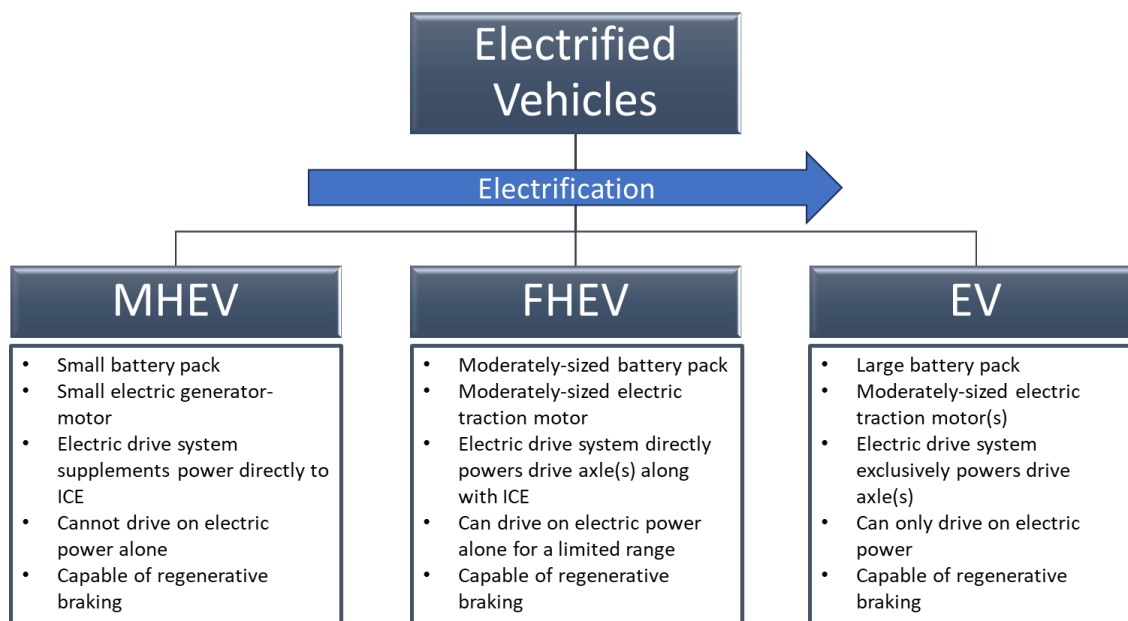 Electrified
Vehicles
Electrification
MHEV
• Small battery pack
• Small electric generator-
motor
• Electric drive system
supplements power directly to
ICE
• Cannot drive on electric
power alone
• Capable of regenerative
braking
FHEV
• Moderately-sized battery pack
• Moderately-sized electric
traction motor
• Electric drive system directly
powers drive axle(s) along
with ICE
• Can drive on electric power
alone for a limited range
• Capable of regenerative
braking
EV
• Large battery pack
• Moderately-sized electric
traction motor(s)
• Electric drive system
exclusively powers drive
axle(s)
• Can only drive on electric
power
• Capable of regenerative
braking